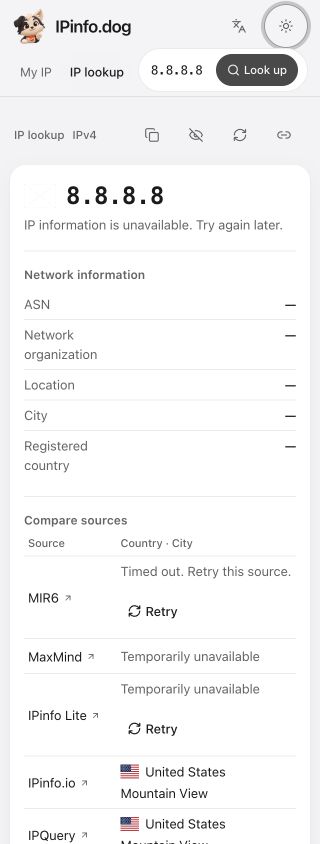 IPinfo.dog
My IP
IP lookup
8.8.8.8
Look up
IP lookup IPv4
8.8.8.8
IP information is unavailable. Try again later.
Network information
ASN —
Network
organization —
Location —
City —
Registered
country —
Compare sources
Source Country · City
MIR6
Timed out. Retry this source.
Retry
MaxMind Temporarily unavailable
IPinfo Lite
Temporarily unavailable
Retry
IPinfo.io
United States
Mountain View
IPQuery
United States
Mountain View